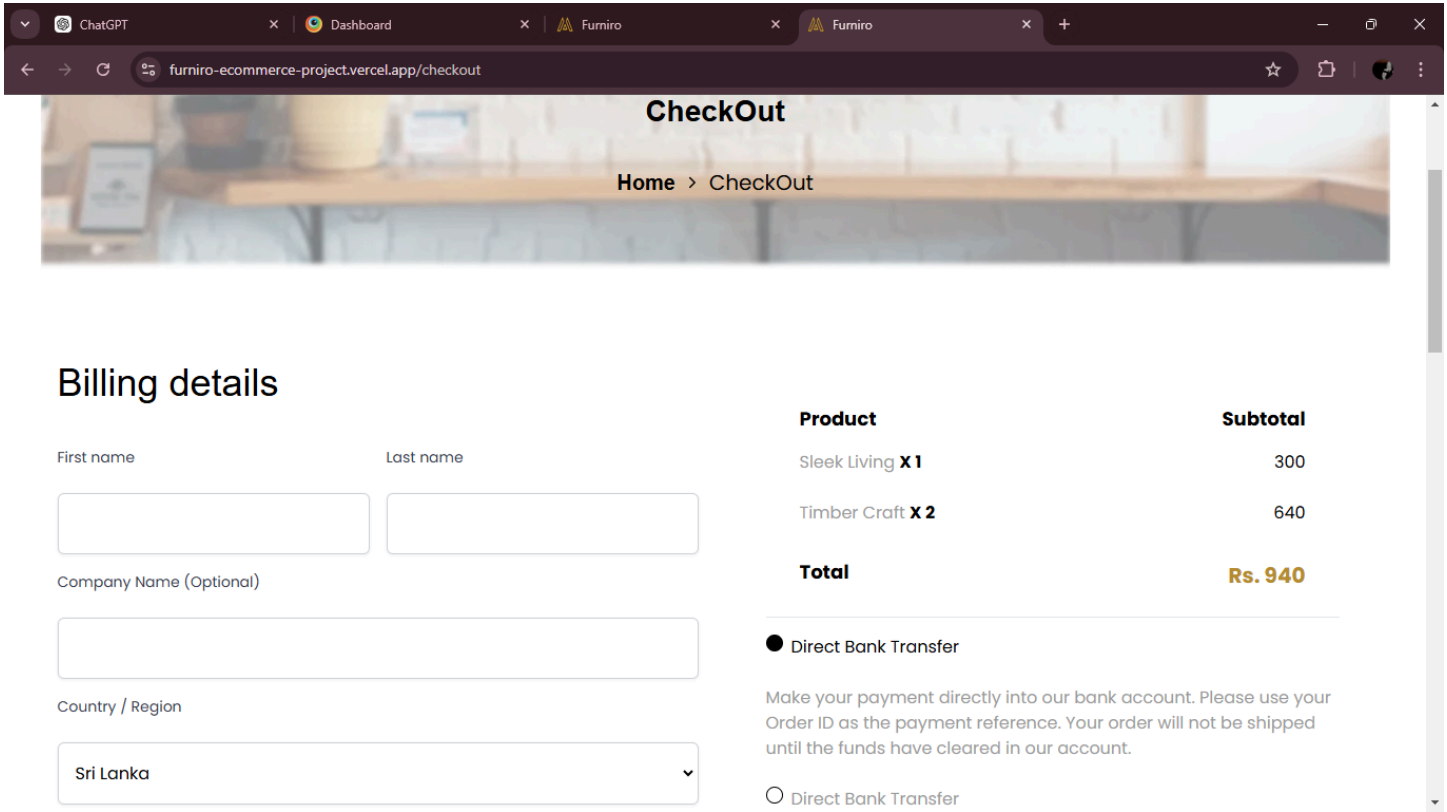 ChatGPT
Dashboard
Furniro
Furniro
furniro-ecommerce-project.vercel.app/checkout
CheckOut
Home > CheckOut
Billing details
First name
Last name
Company Name (Optional)
Country / Region
Sri Lanka
Product Subtotal
Sleek Living X 1 300
Timber Craft X 2 640
Total Rs. 940
Direct Bank Transfer
Make your payment directly into our bank account. Please use your
Order ID as the payment reference. Your order will not be shipped
until the funds have cleared in our account.
Direct Bank Transfer